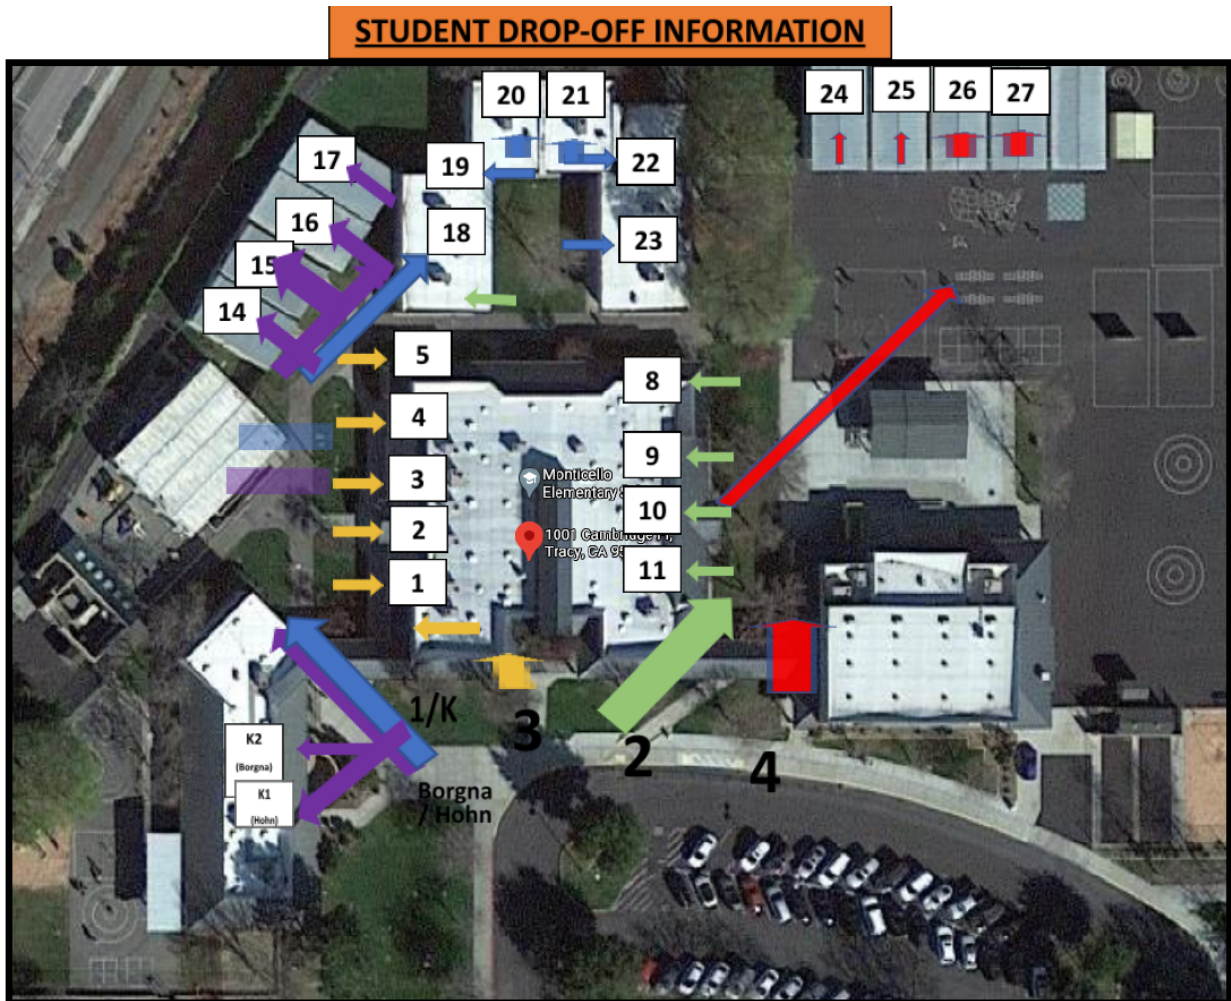 STUDENT DROP-OFF INFORMATION
20
21
24
25
26
27
17
19
22
16
18
23
15
14
5
8
4
9
3
Monticello
Elementary
10
2
1001 Cambridge Pl,
Tracy, CA
11
1
1/K
3
2
4
K2
(Borgna)
K1
(Hohn)
Borgna
/ Hohn